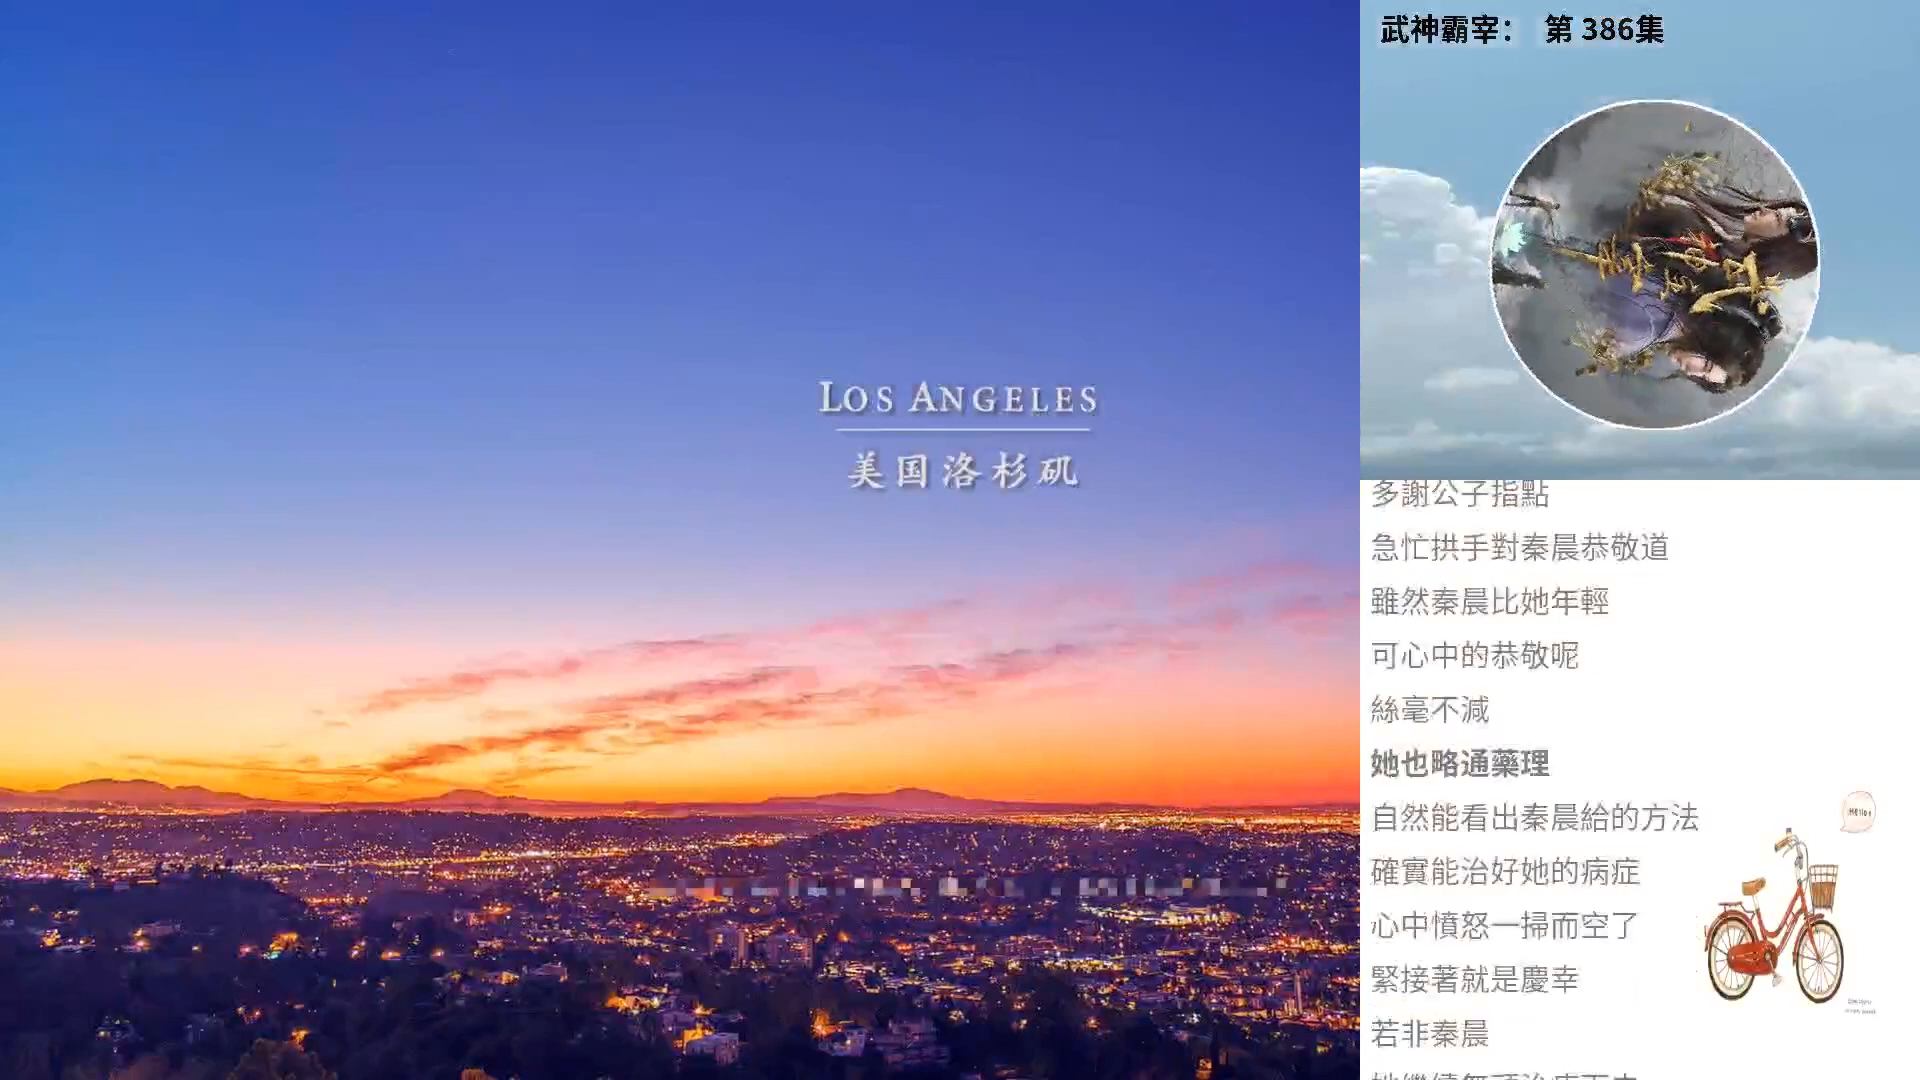 LOS ANGELES
美国洛杉矶
武神霸宰： 第 386集
多謝公子指點
急忙拱手對秦晨恭敬道
雖然秦晨比她年輕
可心中的恭敬呢
絲毫不減
她也略通藥理
自然能看出秦晨給的方法
確實能治好她的病症
心中憤怒一掃而空了
緊接著就是慶幸
若非秦晨
Hello!